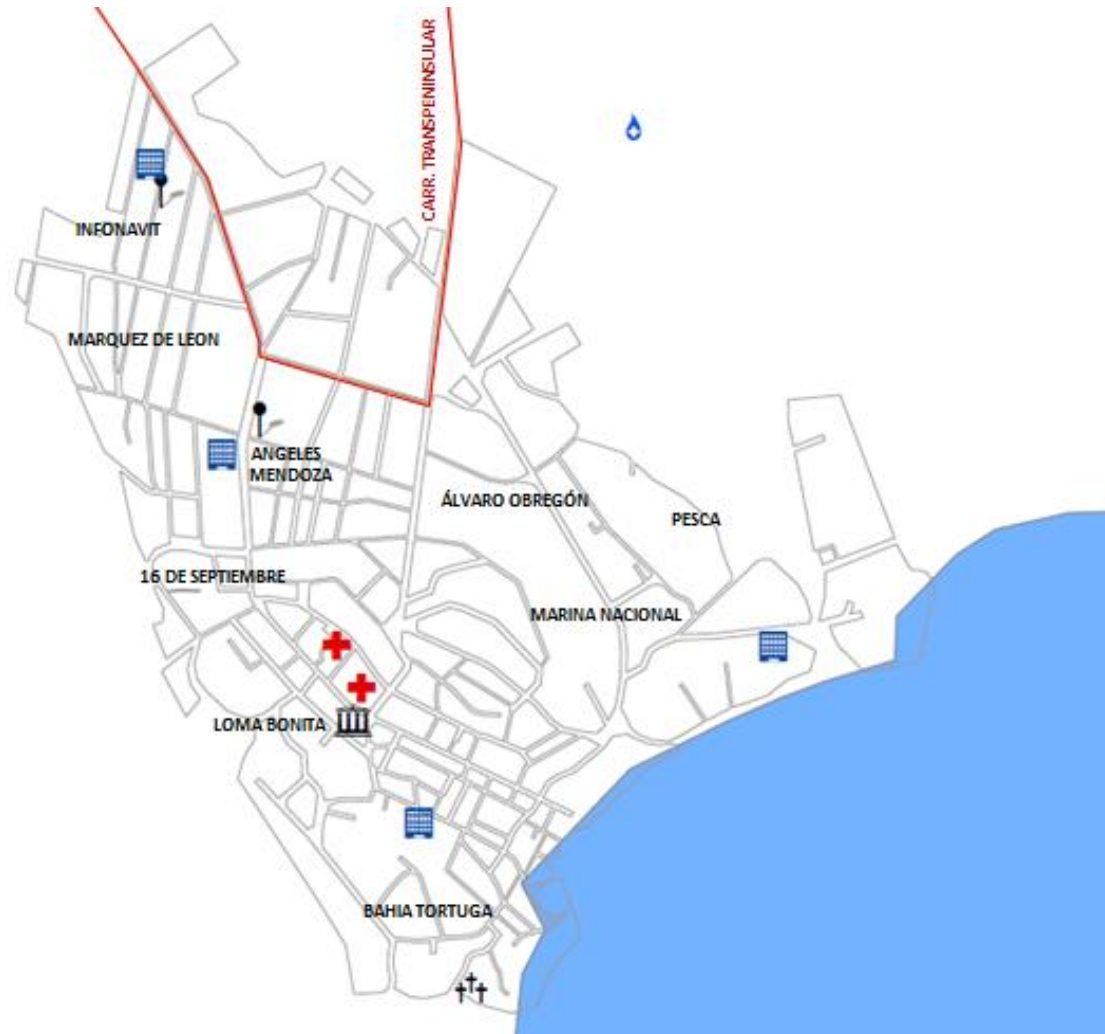 CARR. TRANSPENINSULAR
INFONAVIT
MARQUEZ DE LEON
ANGELES
MENDOZA
ÁLVARO OBREGÓN
PESCA
16 DE SEPTIEMBRE
MARINA NACIONAL
LOMA BONITA
BAHIA TORTUGA